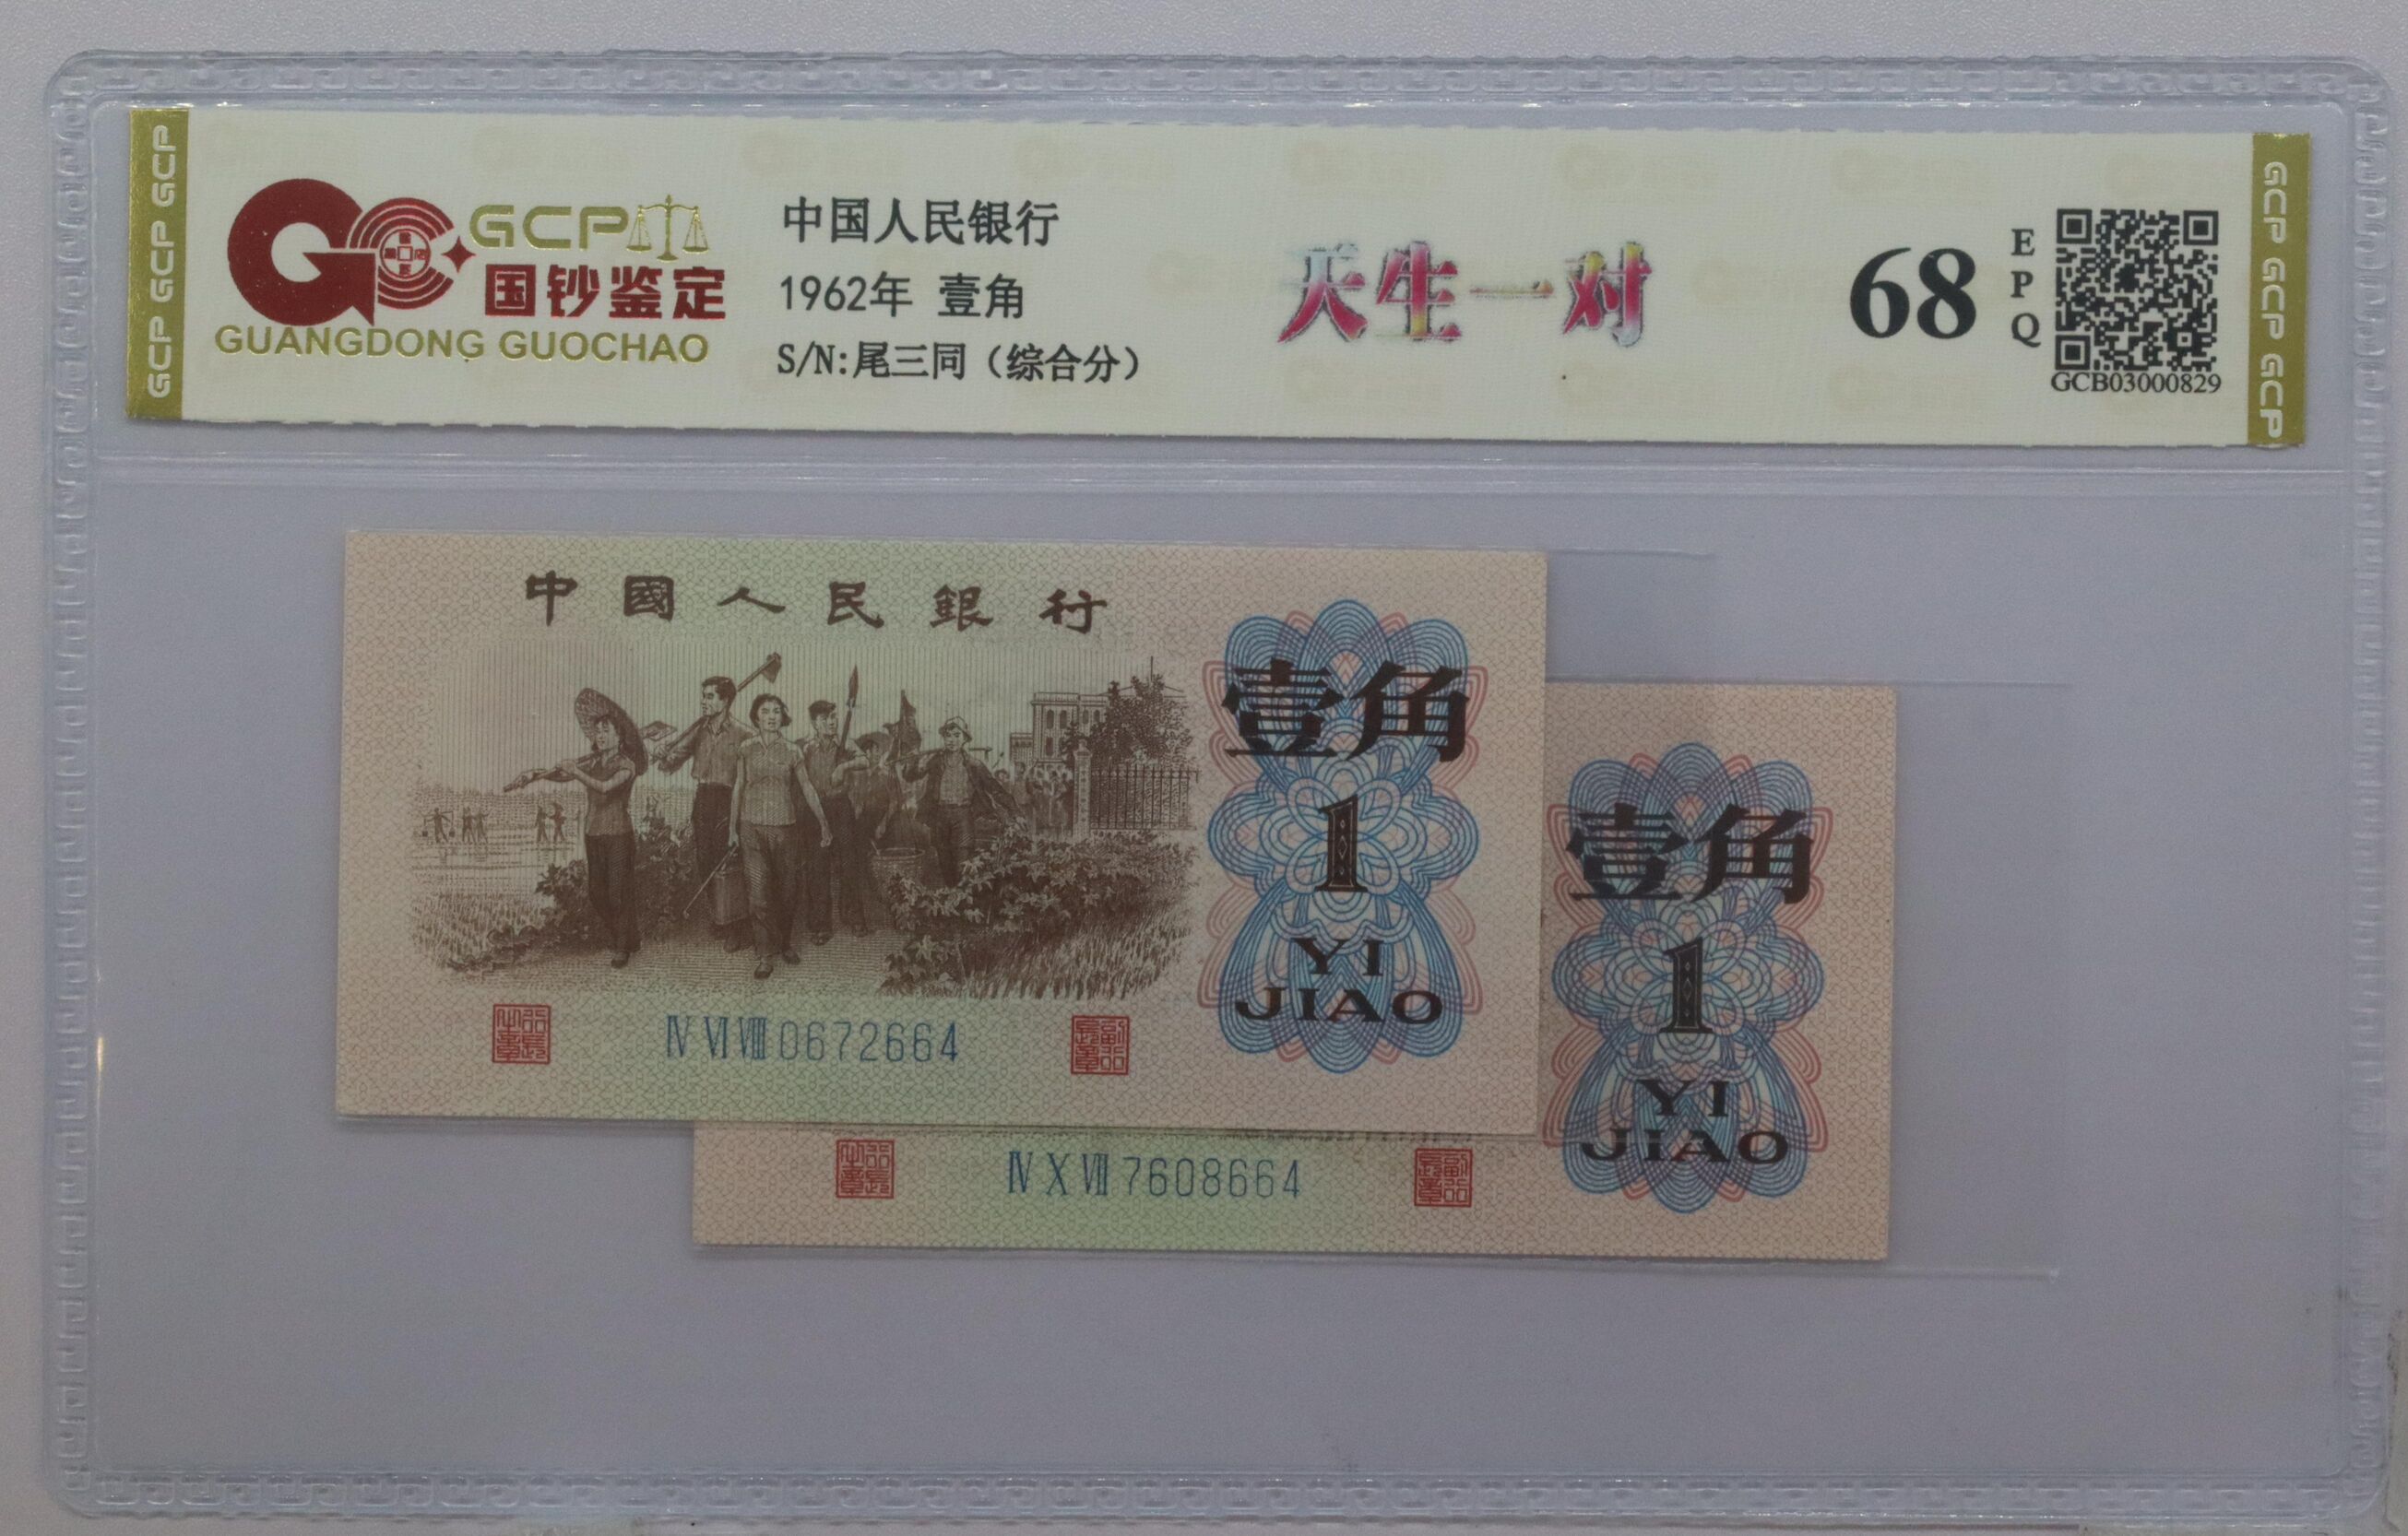 GCP GCP GCP
GCP
国钞鉴定
GUANGDONG GUOCHAO
中国人民银行
1962年 壹角
S/N:尾三同（综合分）
天生一对
68
EPQ
GCB03000829
GCP GCP GCP
中國人民銀行
壹角
1
YI
JIAO
Ⅳ Ⅵ Ⅷ 0672664
壹角
1
YI
JIAO
Ⅳ Ⅹ Ⅶ 7608664